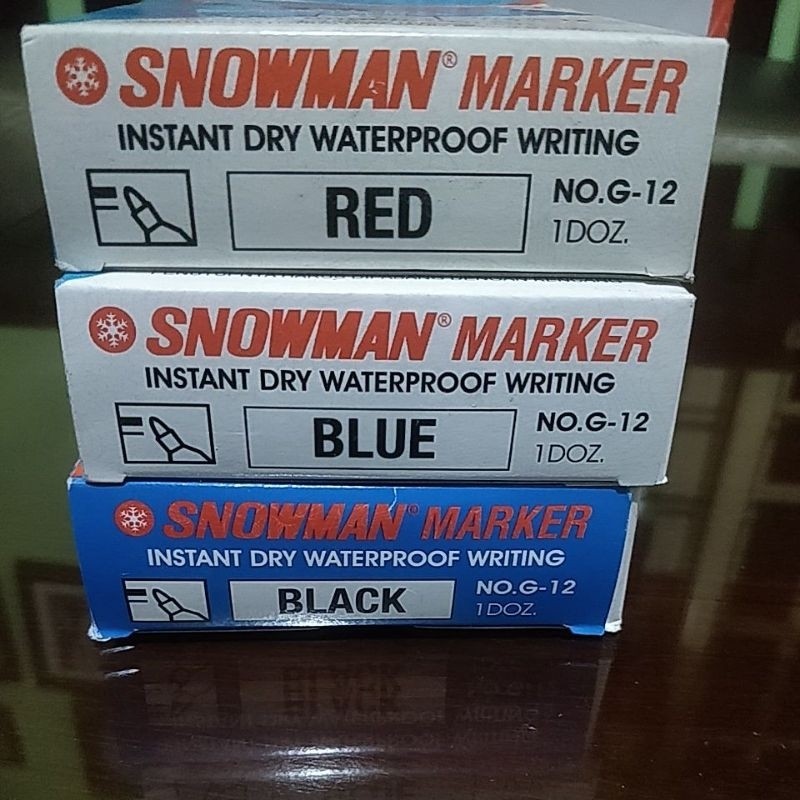 SNOWMAN® MARKER
INSTANT DRY WATERPROOF WRITING
RED
NO.G-12
1DOZ.
SNOWMAN® MARKER
INSTANT DRY WATERPROOF WRITING
BLUE
NO.G-12
1DOZ.
SNOWMAN® MARKER
INSTANT DRY WATERPROOF WRITING
BLACK
NO.G-12
1DOZ.